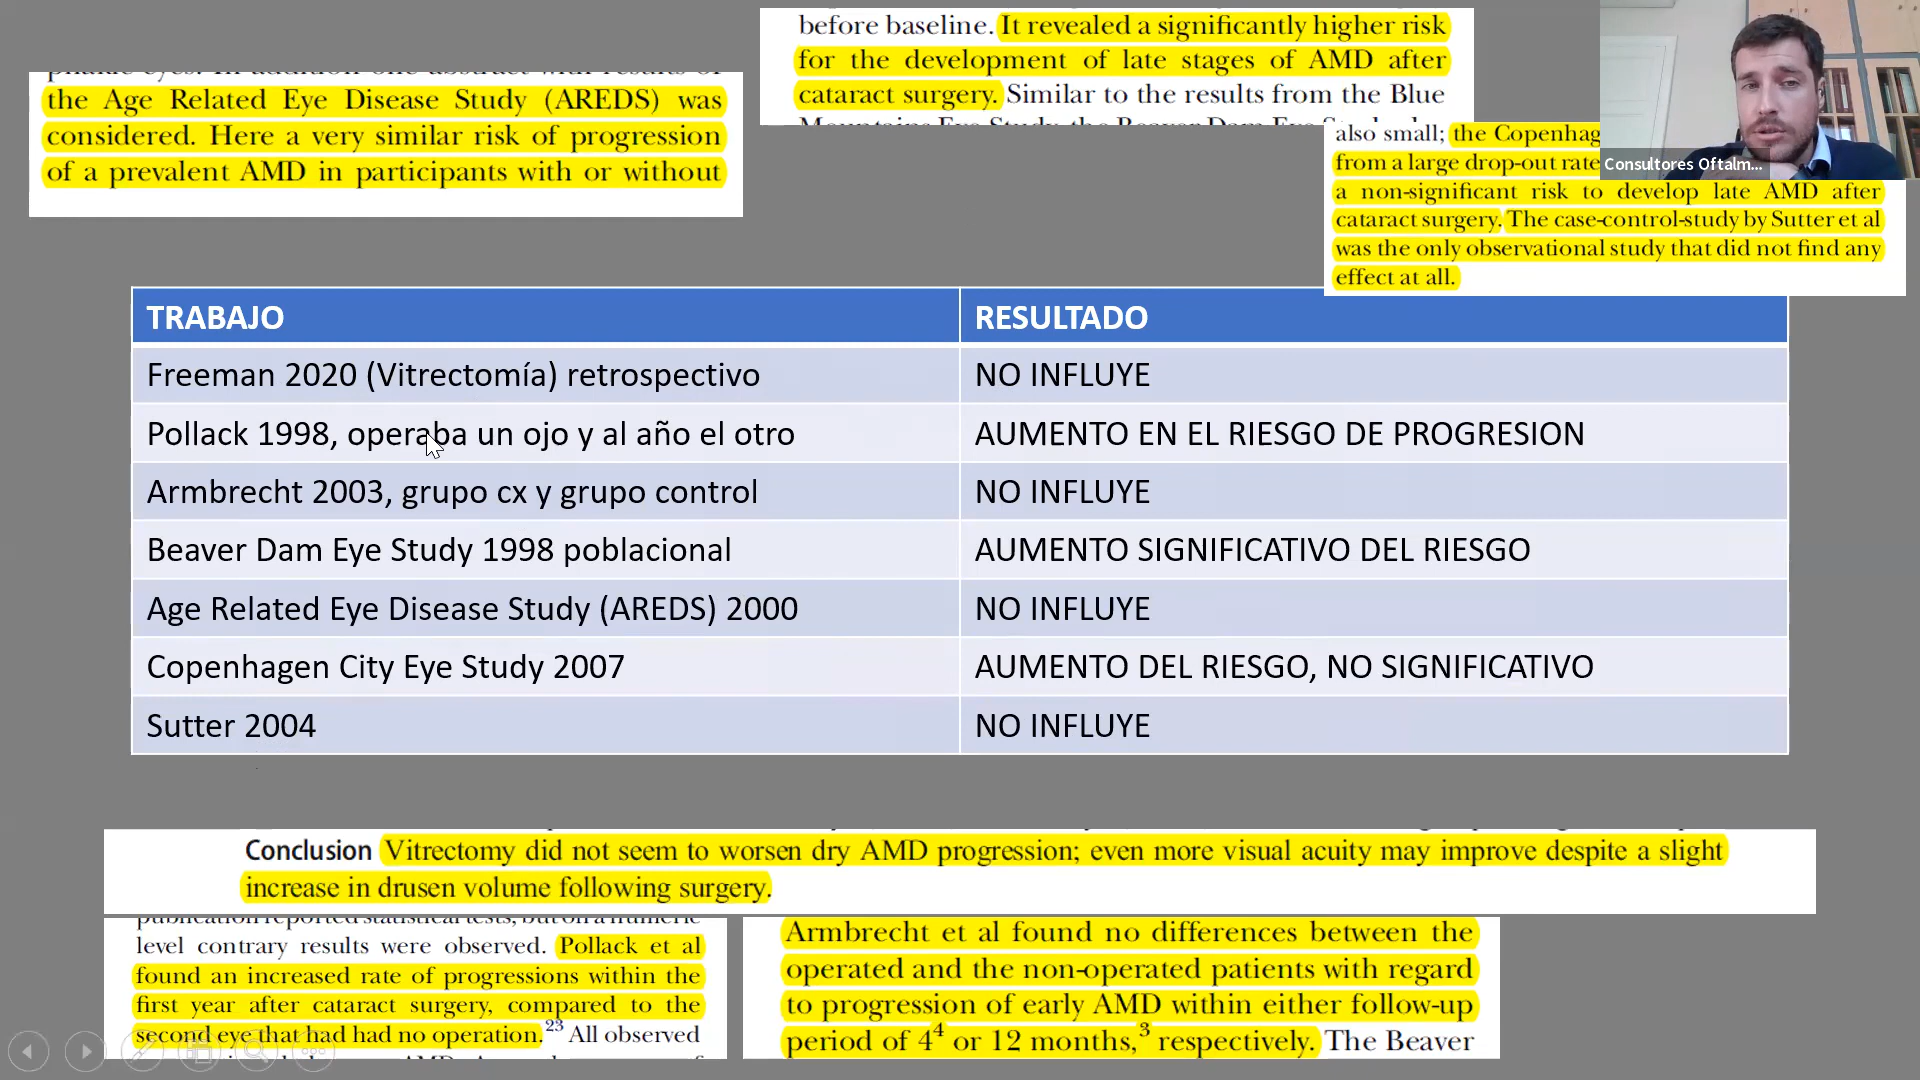 the Age Related Eye Disease Study (AREDS) was
considered. Here a very similar risk of progression
of a prevalent AMD in participants with or without
before baseline. It revealed a significantly higher risk
for the development of late stages of AMD after
cataract surgery. Similar to the results from the Blue
also small; the Copenhag
from a large drop-out rate
a non-significant risk to develop late AMD after
cataract surgery. The case-control-study by Sutter et al
was the only observational study that did not find any
effect at all.
Consultores Oftalm...
TRABAJO RESULTADO
Freeman 2020 (Vitrectomía) retrospectivo NO INFLUYE
Pollack 1998, operaba un ojo y al año el otro AUMENTO EN EL RIESGO DE PROGRESION
Armbrecht 2003, grupo cx y grupo control NO INFLUYE
Beaver Dam Eye Study 1998 poblacional AUMENTO SIGNIFICATIVO DEL RIESGO
Age Related Eye Disease Study (AREDS) 2000 NO INFLUYE
Copenhagen City Eye Study 2007 AUMENTO DEL RIESGO, NO SIGNIFICATIVO
Sutter 2004 NO INFLUYE
Conclusion Vitrectomy did not seem to worsen dry AMD progression; even more visual acuity may improve despite a slight
increase in drusen volume following surgery.
level contrary results were observed. Pollack et al
found an increased rate of progressions within the
first year after cataract surgery, compared to the
second eye that had had no operation.23 All observed
Armbrecht et al found no differences between the
operated and the non-operated patients with regard
to progression of early AMD within either follow-up
period of 44 or 12 months,3 respectively. The Beaver